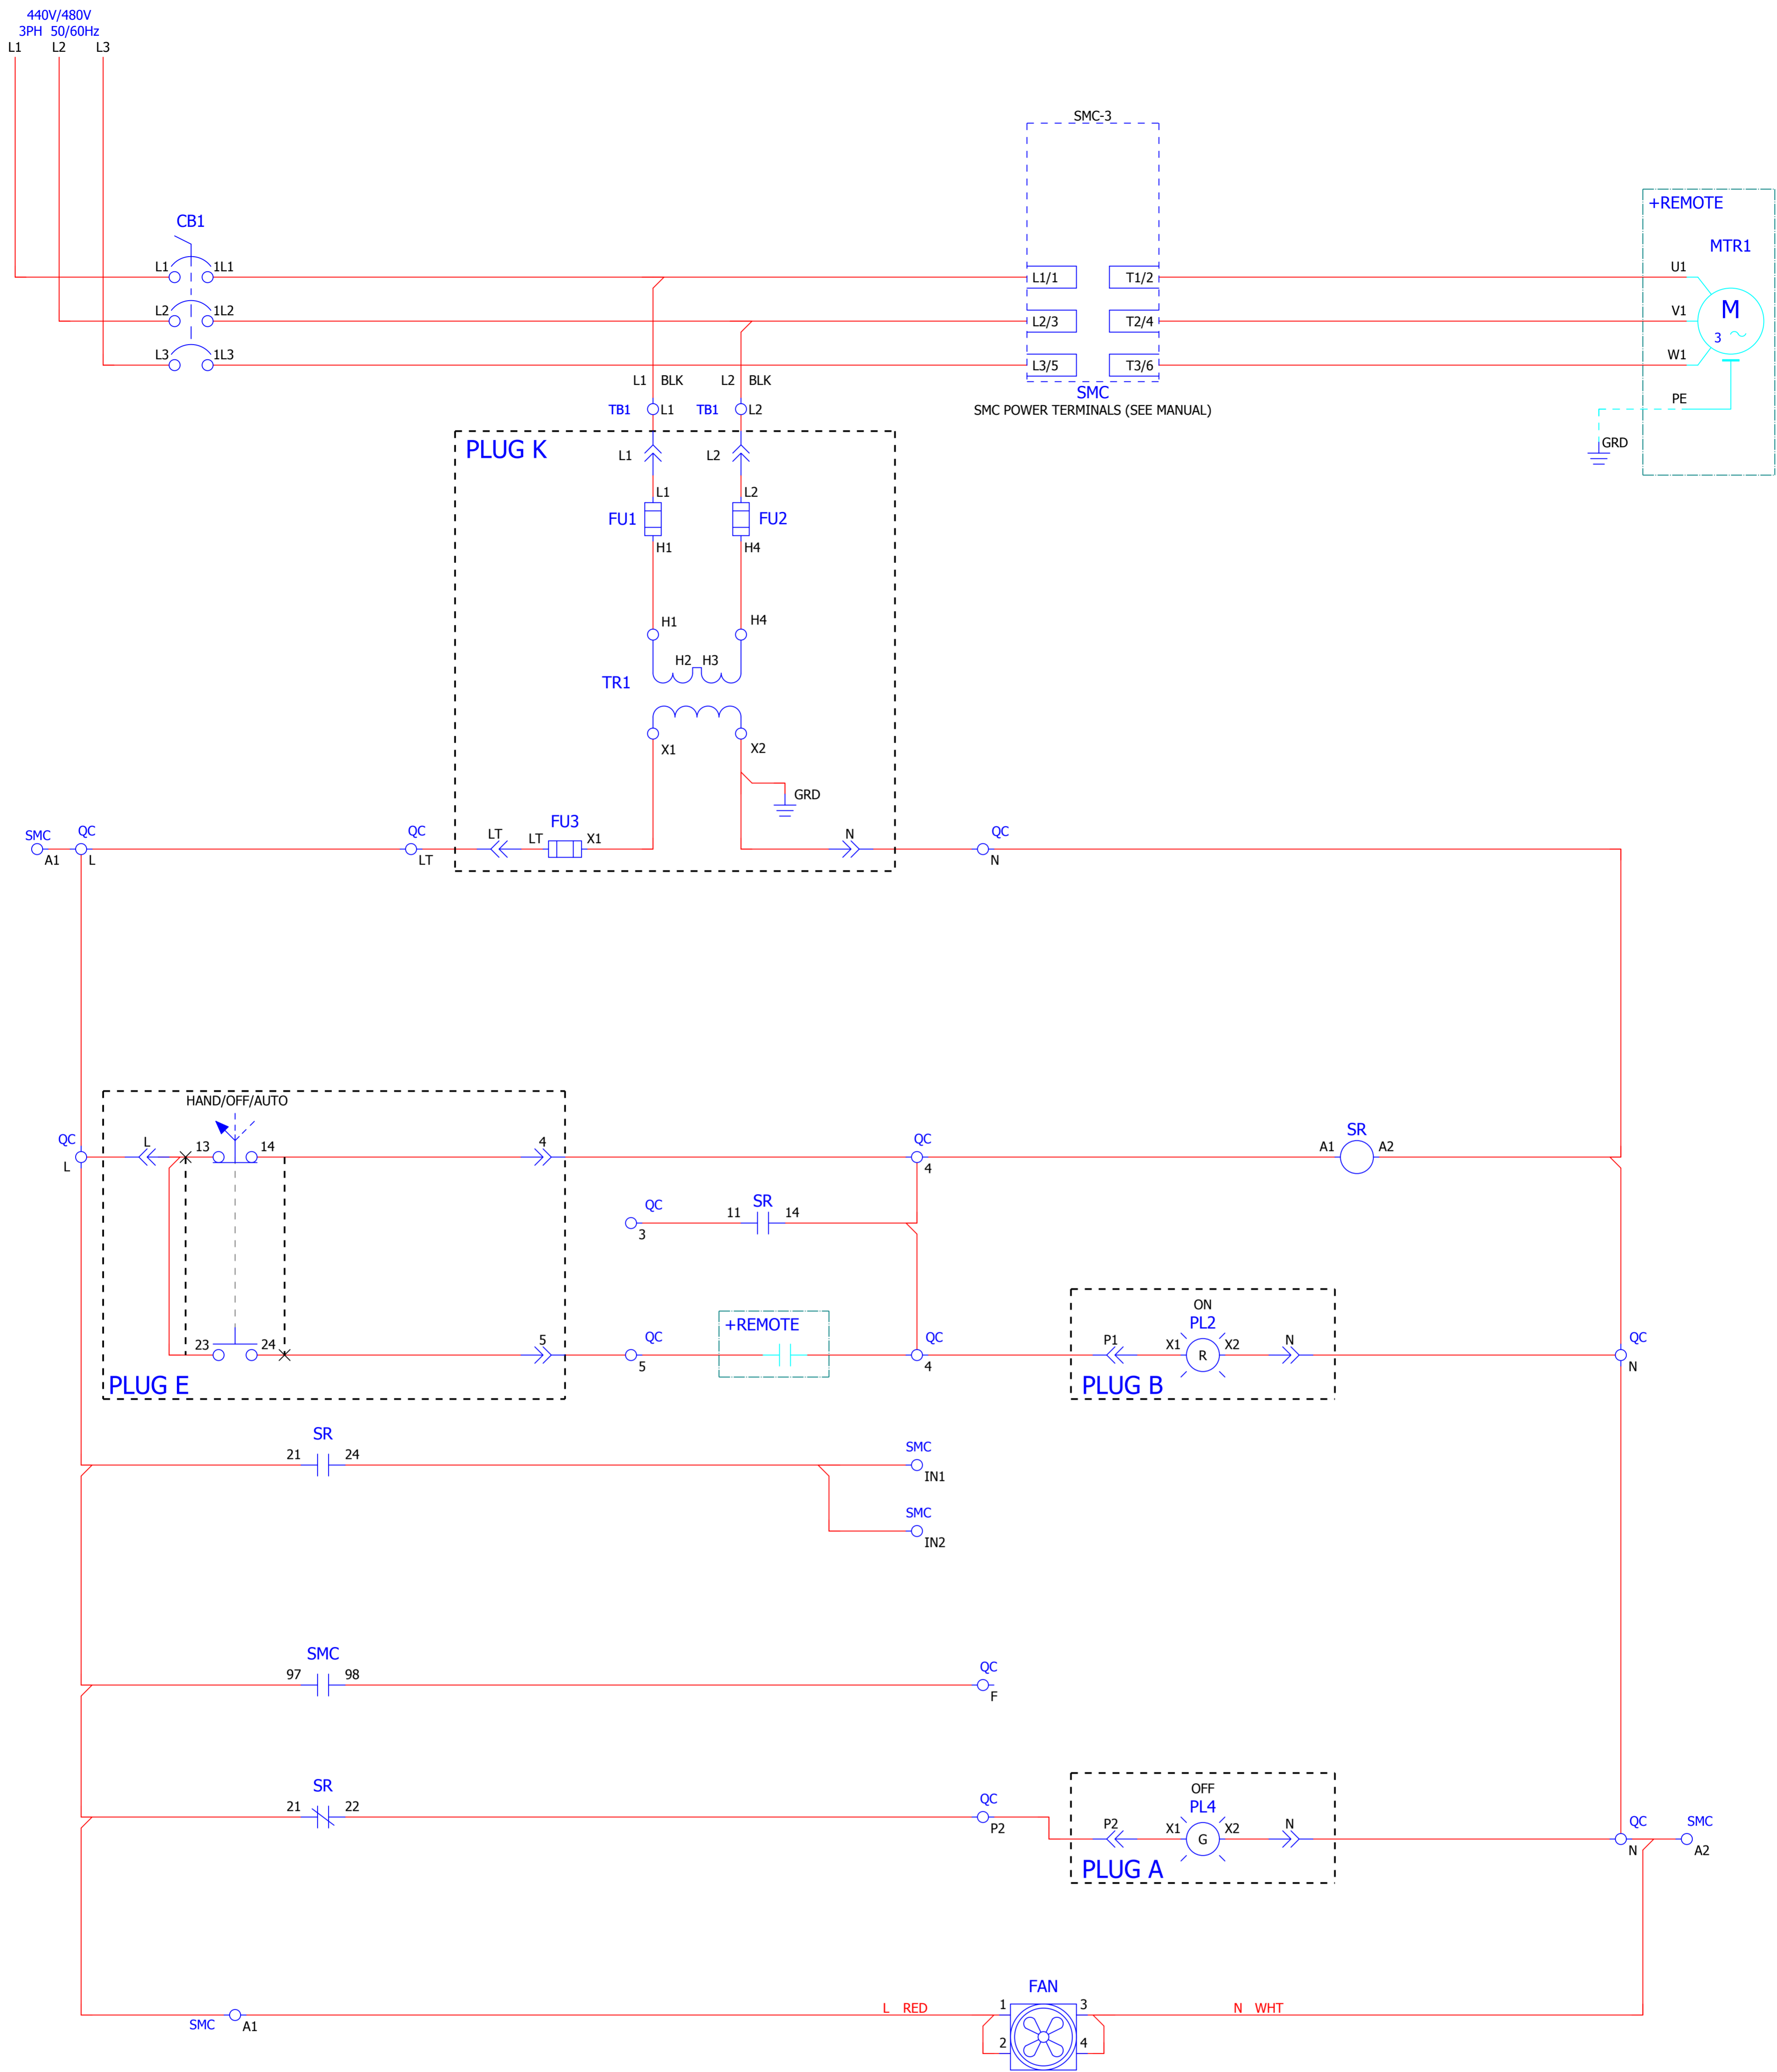 440V/480V
3PH 50/60Hz
L1 L2 L3
SMC-3
+REMOTE
CB1
MTR1
L1 1L1 L1/1 T1/2 U1
M
3
L2 1L2 L2/3 T2/4 V1
L3 1L3 L3/5 T3/6 W1
L1 BLK L2 BLK
SMC
PE
TB1 L1 TB1 L2
SMC POWER TERMINALS (SEE MANUAL)
GRD
PLUG K
L1 L2
L1 L2
FU1 FU2
H1 H4
H1 H4
H2 H3
TR1
X1 X2
GRD
FU3
SMC QC QC LT LT X1 N QC
A1 L LT N
HAND/OFF/AUTO
QC L 13 14 4 QC SR
A1 A2
L 4
QC SR
11 14
3
+REMOTE
ON
PL2
23 24 5 QC QC P1 X1 R X2 N QC
5 4 N
PLUG E
PLUG B
SR
21 24 SMC
IN1
SMC
IN2
SMC
97 98 QC
F
SR
21 22 QC
P2
OFF
PL4
P2 X1 G X2 N QC SMC
N A2
PLUG A
FAN
L RED 1 3 N WHT
SMC A1
2 4